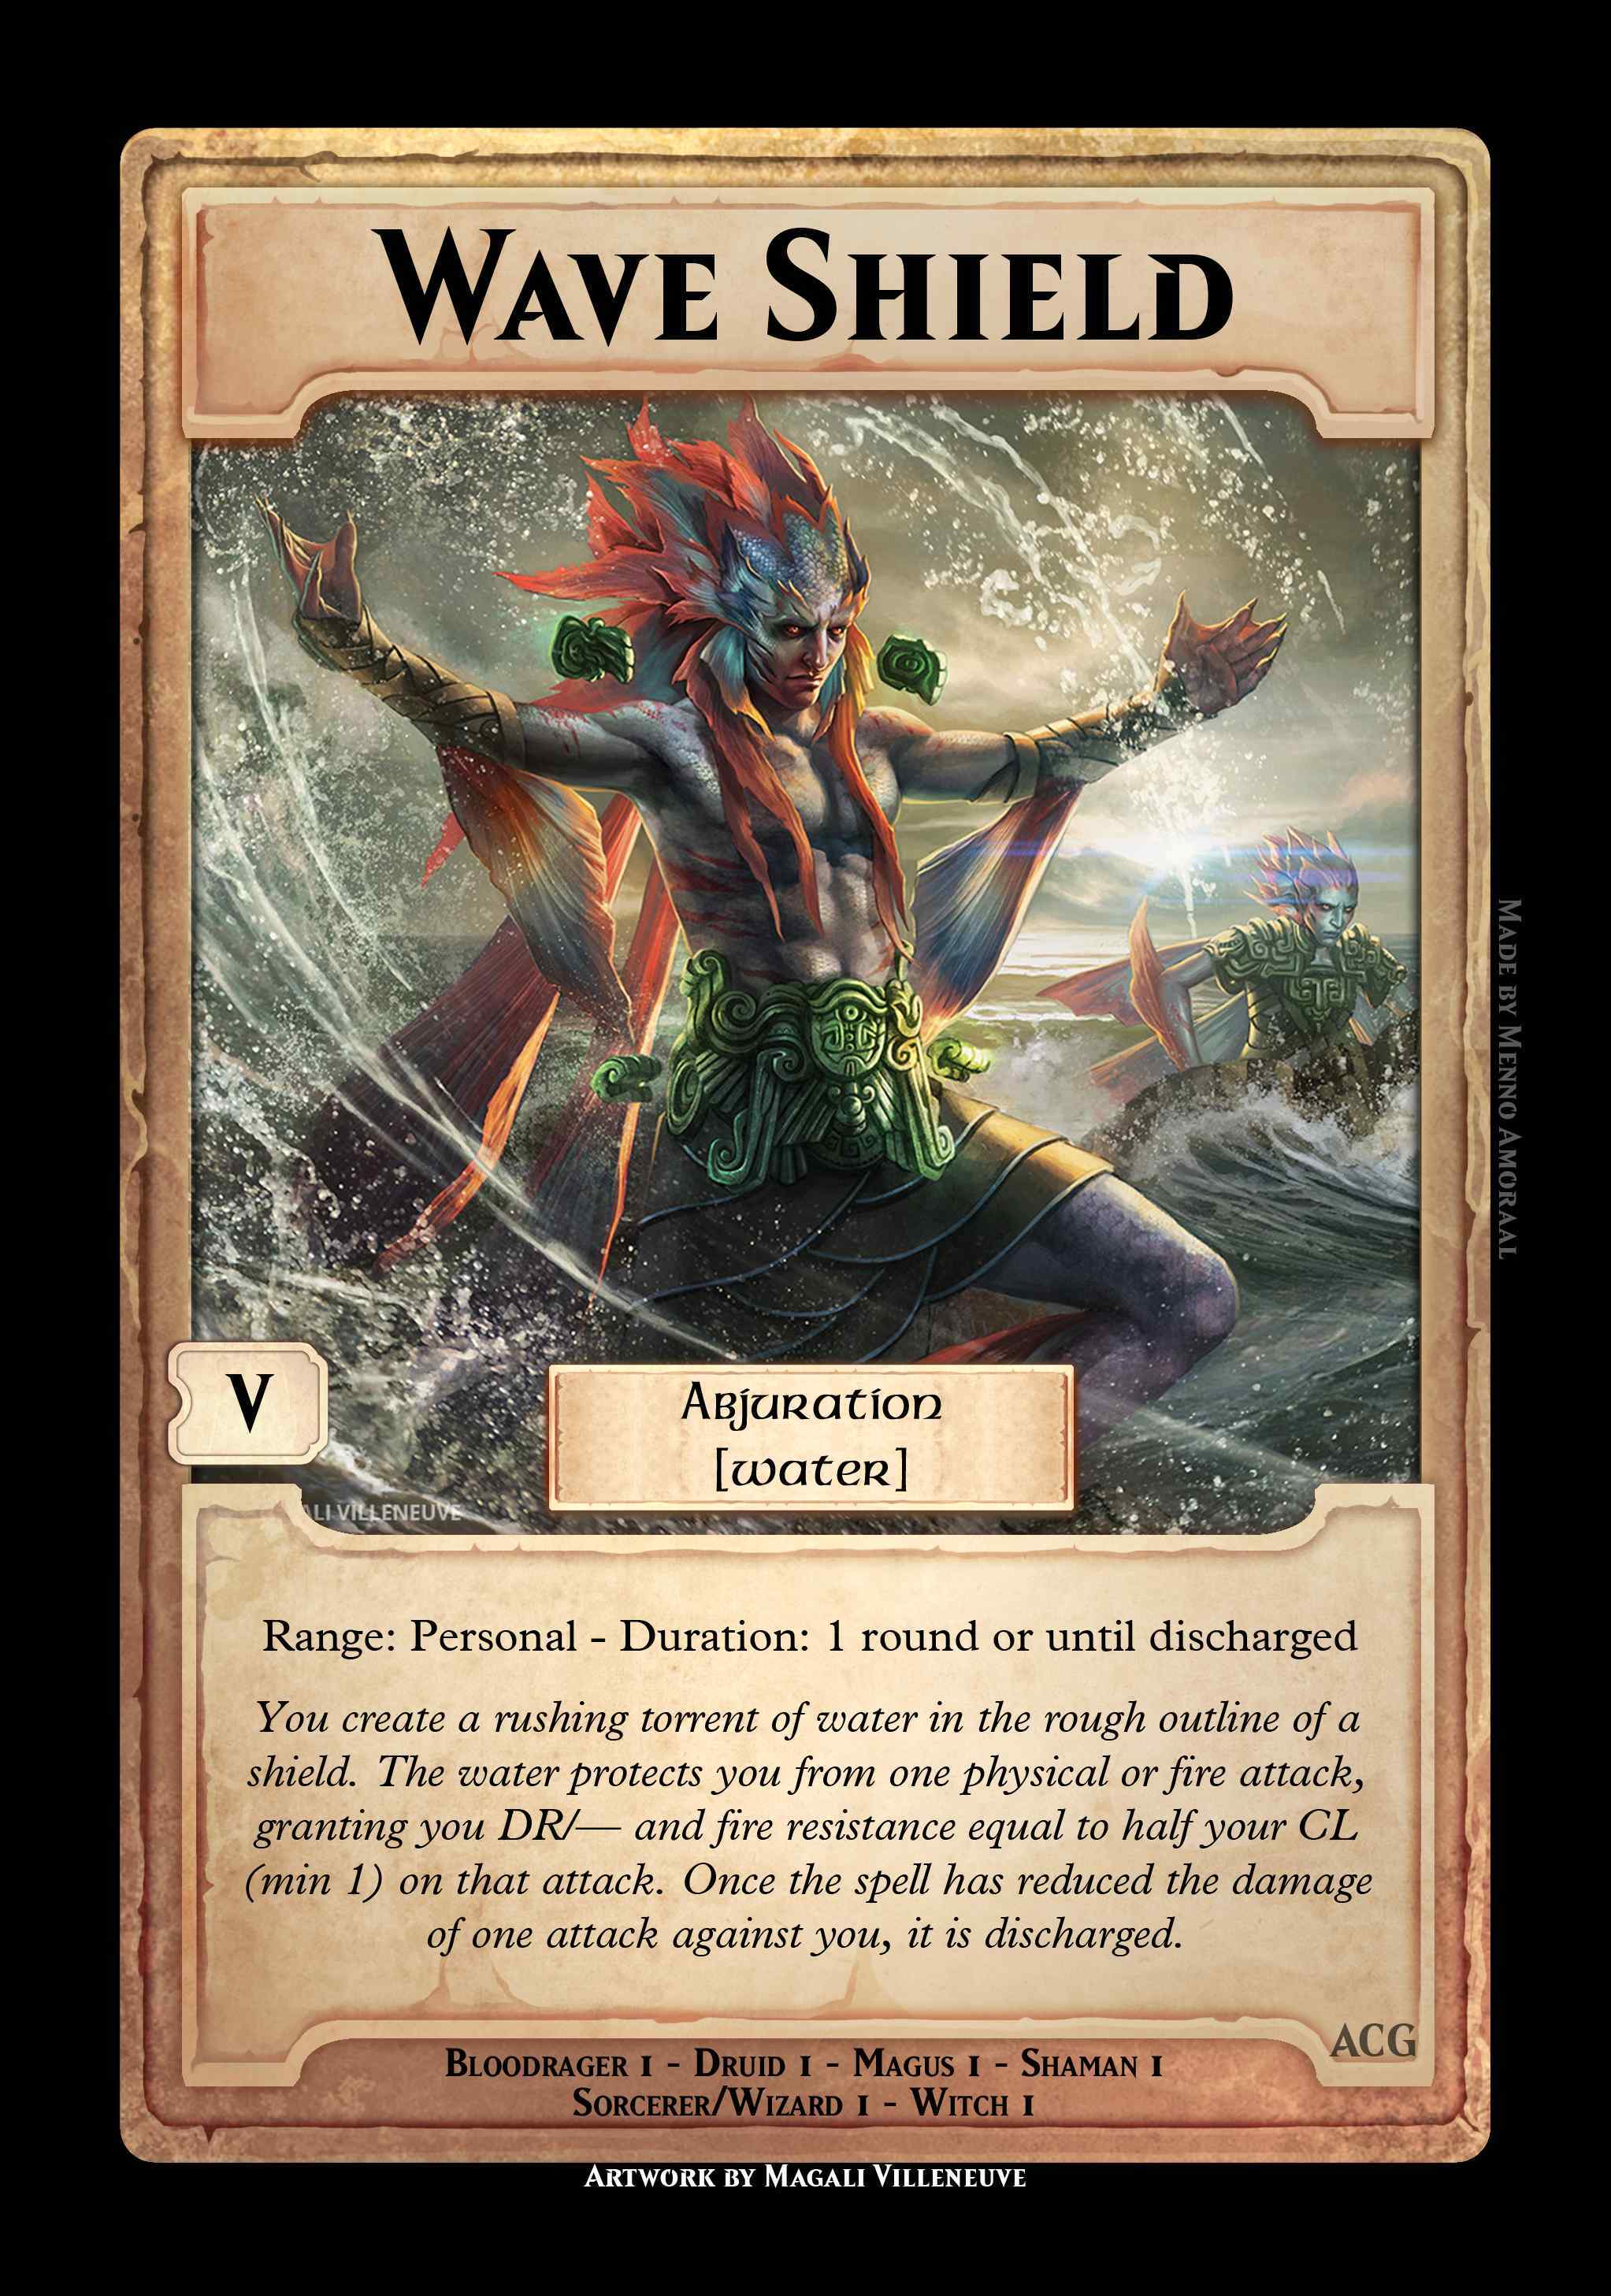 Wave Shield
V
Abjuration
[water]
ALI VILLENEUVE
Range: Personal - Duration: 1 round or until discharged
You create a rushing torrent of water in the rough outline of a
shield. The water protects you from one physical or fire attack,
granting you DR/— and fire resistance equal to half your CL
(min 1) on that attack. Once the spell has reduced the damage
of one attack against you, it is discharged.
ACG
Bloodrager 1 - Druid 1 - Magus 1 - Shaman 1
Sorcerer/Wizard 1 - Witch 1
Artwork by Magali Villeneuve
Made by Menno Amoraal